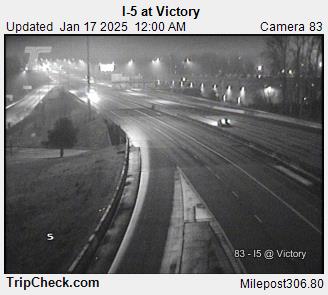 I-5 at Victory
Updated Jan 17 2025 12:00 AM Camera 83
S
83 - I5 @ Victory
TripCheck.com Milepost306.80